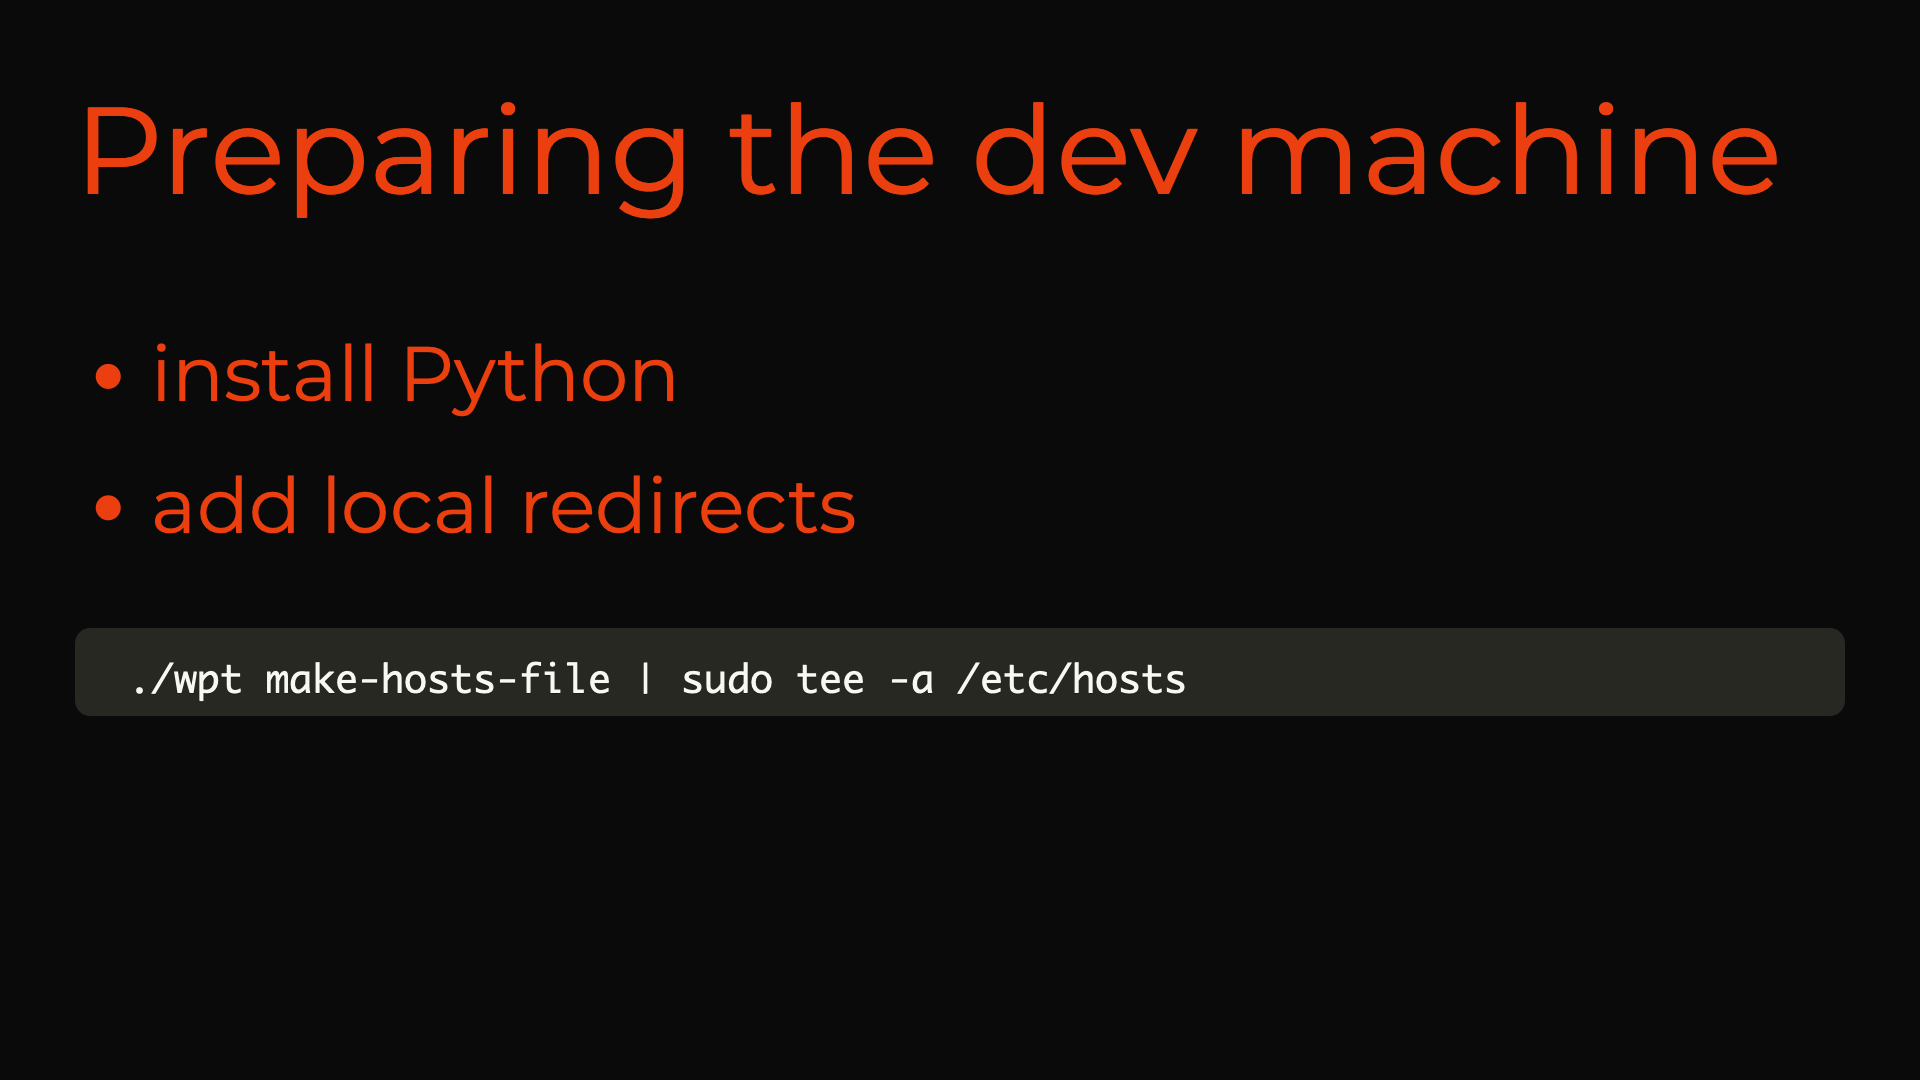 Preparing the dev machine
• install Python
• add local redirects
./wpt make-hosts-file | sudo tee -a /etc/hosts